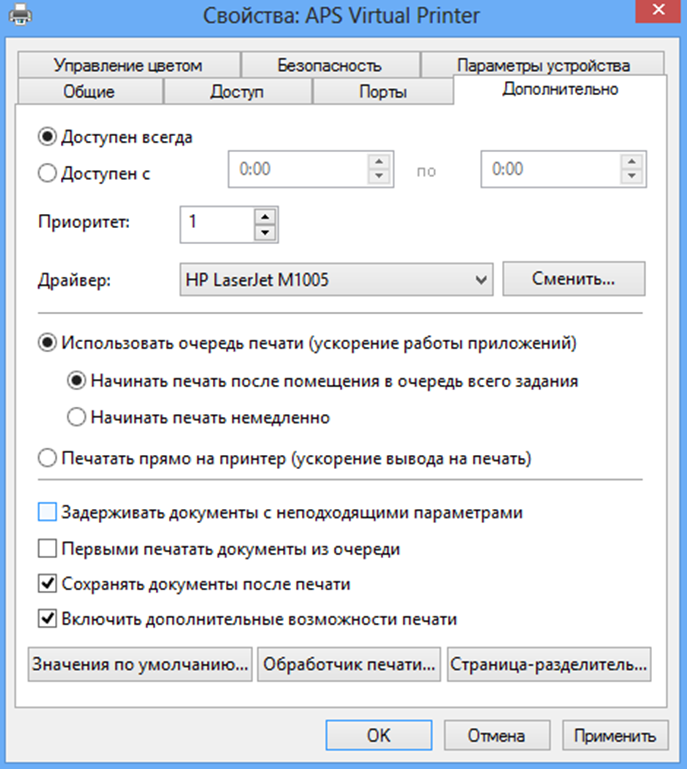 Свойства: APS Virtual Printer
Управление цветом Безопасность Параметры устройства
Общие Доступ Порты Дополнительно
Доступен всегда
Доступен с 0:00 по 0:00
Приоритет: 1
Драйвер: HP LaserJet M1005 Сменить...
Использовать очередь печати (ускорение работы приложений)
Начинать печать после помещения в очередь всего задания
Начинать печать немедленно
Печатать прямо на принтер (ускорение вывода на печать)
Задерживать документы с неподходящими параметрами
Первыми печатать документы из очереди
Сохранять документы после печати
Включить дополнительные возможности печати
Значения по умолчанию... Обработчик печати... Страница-разделитель...
OK Отмена Применить